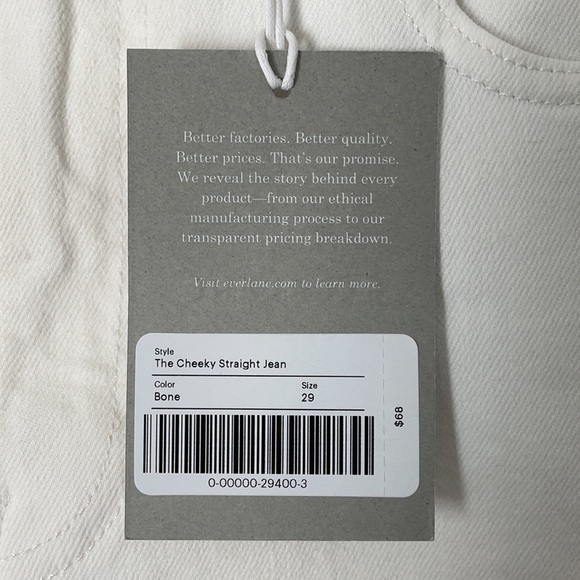 Better factories. Better quality.
Better prices. That's our promise.
We reveal the story behind every
product—from our ethical
manufacturing process to our
transparent pricing breakdown.
Visit everlane.com to learn more.
Style
The Cheeky Straight Jean
Color Size
Bone 29
$68
0-00000-29400-3